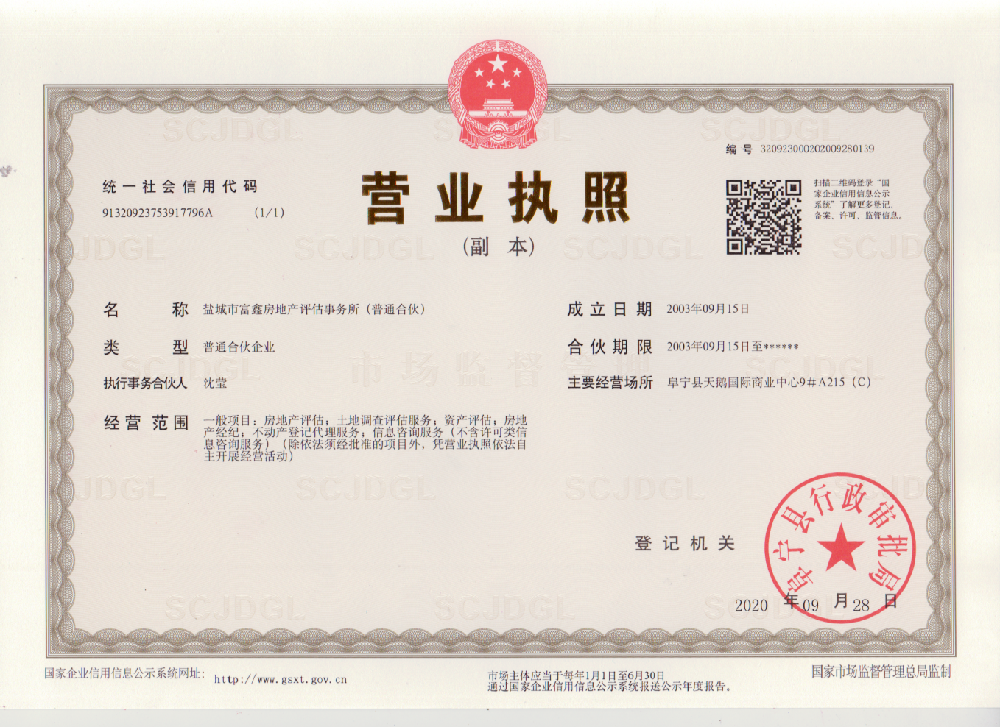 编号 320923000202009280139
统一社会信用代码
91320923753917796A (1/1)
营业执照
(副 本)
扫描二维码登录“国
家企业信用信息公示
系统”了解更多登记、
备案、许可、监管信息。
名称 盐城市富鑫房地产评估事务所（普通合伙）
成立日期 2003年09月15日
类型 普通合伙企业
合伙期限 2003年09月15日至******
执行事务合伙人 沈莹
主要经营场所 阜宁县天鹅国际商业中心9#A215（C）
经营范围 一般项目：房地产评估；土地调查评估服务；资产评估；房地
产经纪；不动产登记代理服务；信息咨询服务（不含许可类信
息咨询服务）（除依法须经批准的项目外，凭营业执照依法自
主开展经营活动）
登记机关
阜宁县行政审批局
2020 年 09 月 28 日
国家企业信用信息公示系统网址： http://www.gsxt.gov.cn
市场主体应当于每年1月1日至6月30日
通过国家企业信用信息公示系统报送公示年度报告。
国家市场监督管理总局监制
SCJDGL
市场监督管理